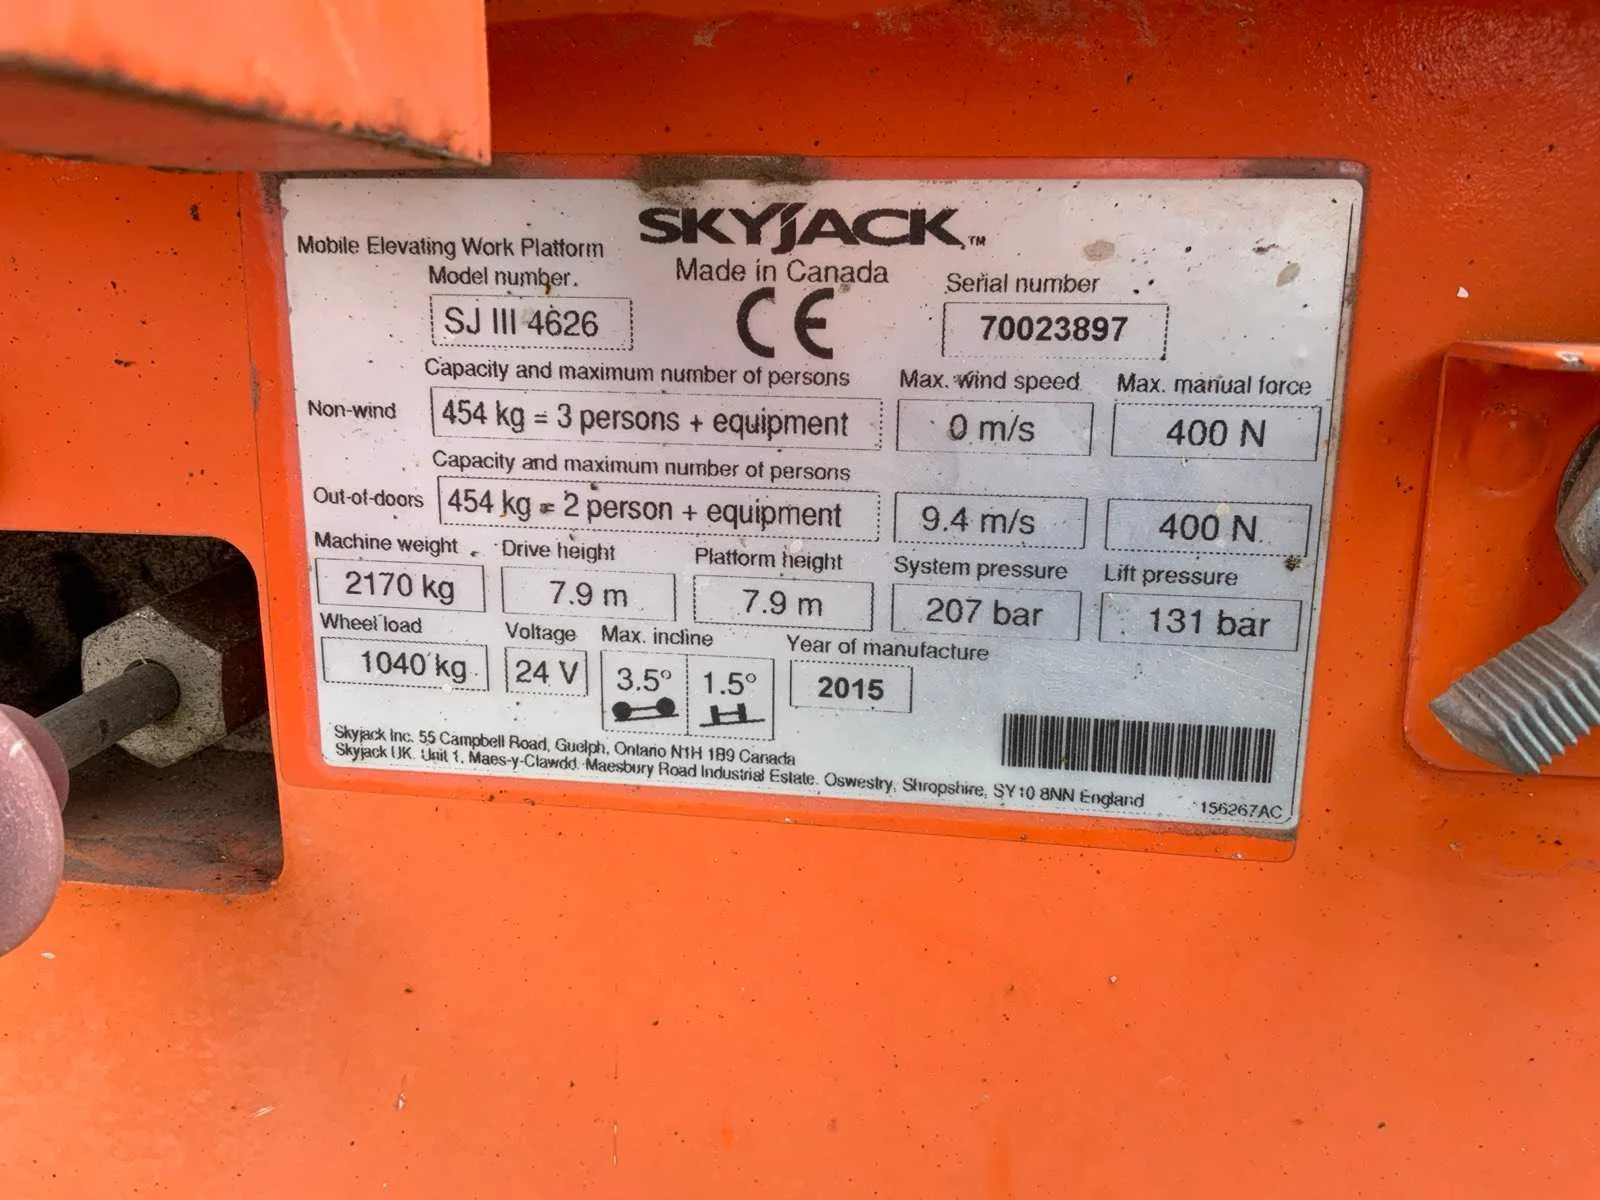 SKYJACK™
Mobile Elevating Work Platform
Made in Canada
Model number
Serial number
SJ III 4626
CE
70023897
Capacity and maximum number of persons
Max. wind speed
Max. manual force
Non-wind
454 kg = 3 persons + equipment
0 m/s
400 N
Capacity and maximum number of persons
Out-of-doors
454 kg = 2 person + equipment
9.4 m/s
400 N
Machine weight
Drive height
Platform height
System pressure
Lift pressure
2170 kg
7.9 m
7.9 m
207 bar
131 bar
Wheel load
Voltage
Max. incline
Year of manufacture
1040 kg
24 V
3.5°
1.5°
2015
Skyjack Inc. 55 Campbell Road, Guelph, Ontario N1H 1B9 Canada
Skyjack UK. Unit 1, Maes-y-Clawdd, Maesbury Road Industrial Estate, Oswestry, Shropshire, SY10 8NN England
156267AC